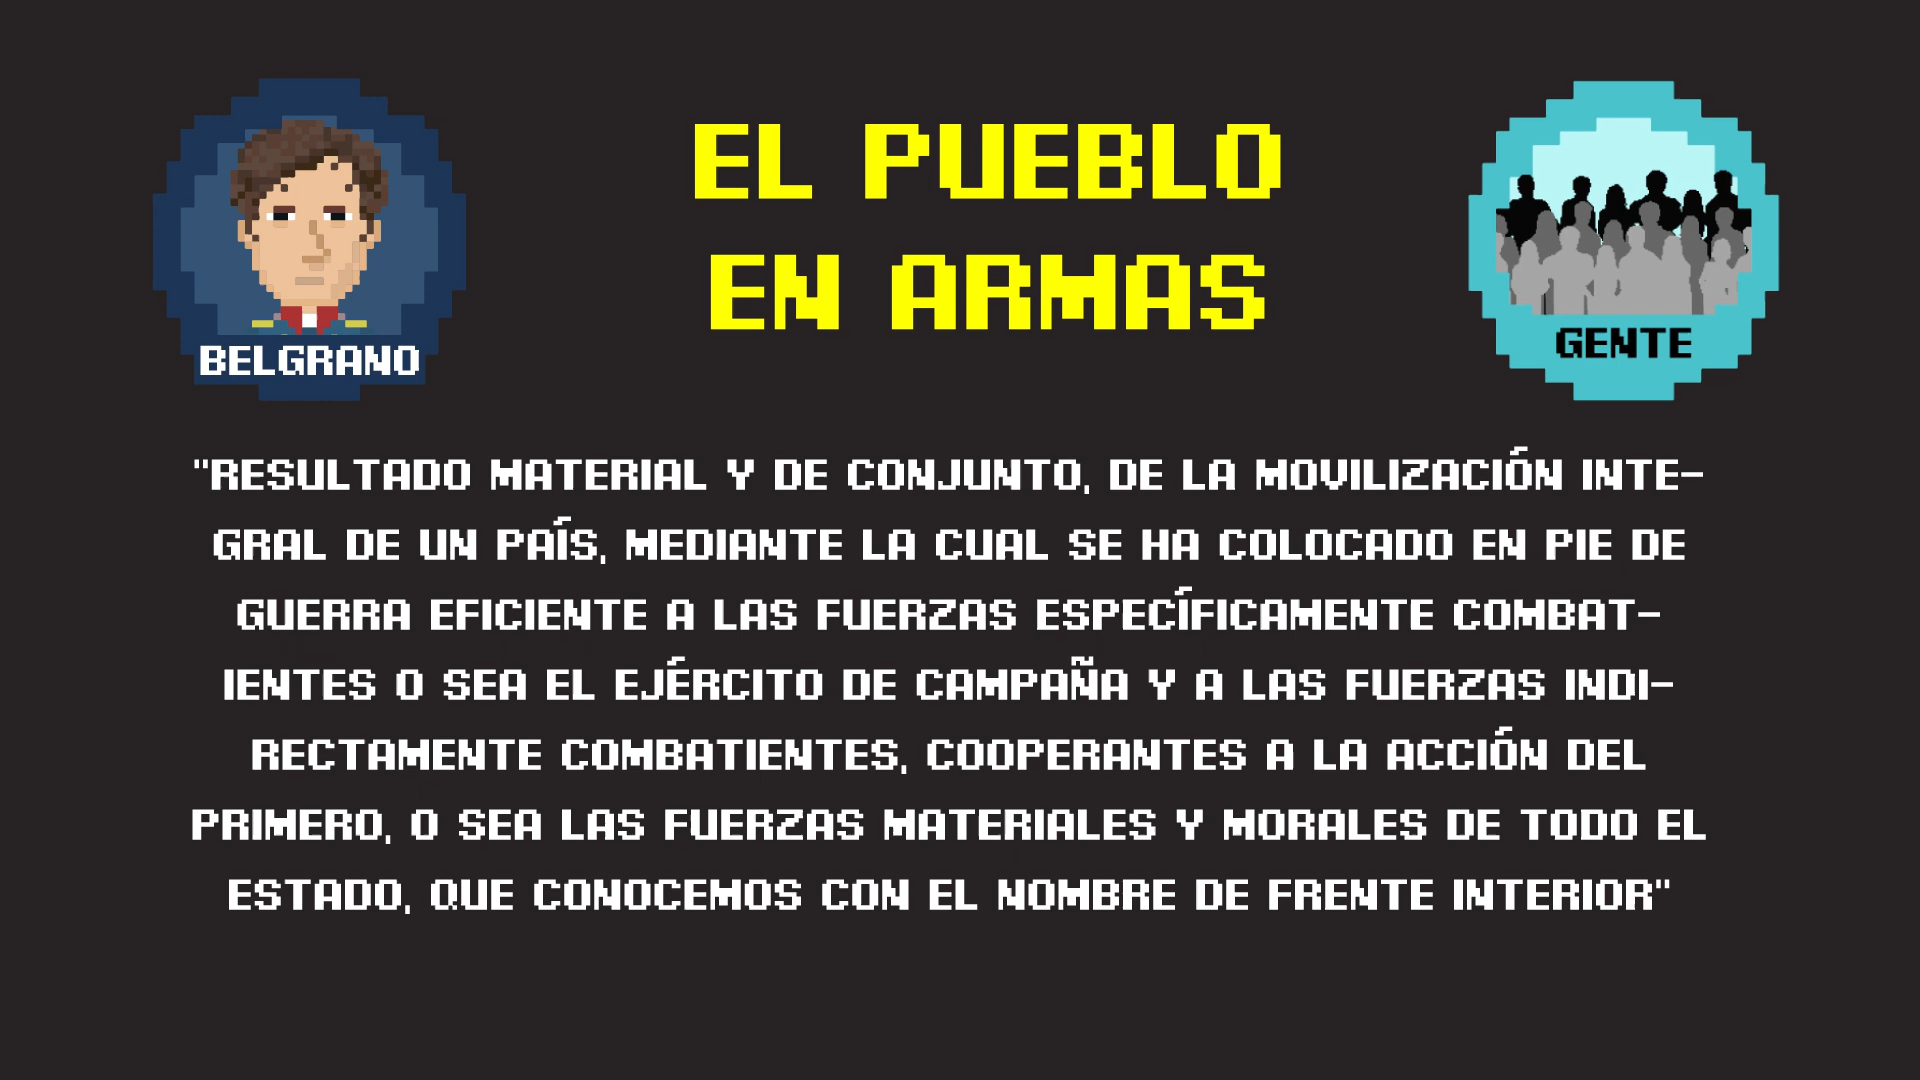 EL PUEBLO
EN ARMAS
BELGRANO
GENTE
"RESULTADO MATERIAL Y DE CONJUNTO, DE LA MOVILIZACIÓN INTE-
GRAL DE UN PAÍS, MEDIANTE LA CUAL SE HA COLOCADO EN PIE DE
GUERRA EFICIENTE A LAS FUERZAS ESPECÍFICAMENTE COMBAT-
IENTES O SEA EL EJÉRCITO DE CAMPAÑA Y A LAS FUERZAS INDI-
RECTAMENTE COMBATIENTES, COOPERANTES A LA ACCIÓN DEL
PRIMERO, O SEA LAS FUERZAS MATERIALES Y MORALES DE TODO EL
ESTADO, QUE CONOCEMOS CON EL NOMBRE DE FRENTE INTERIOR"